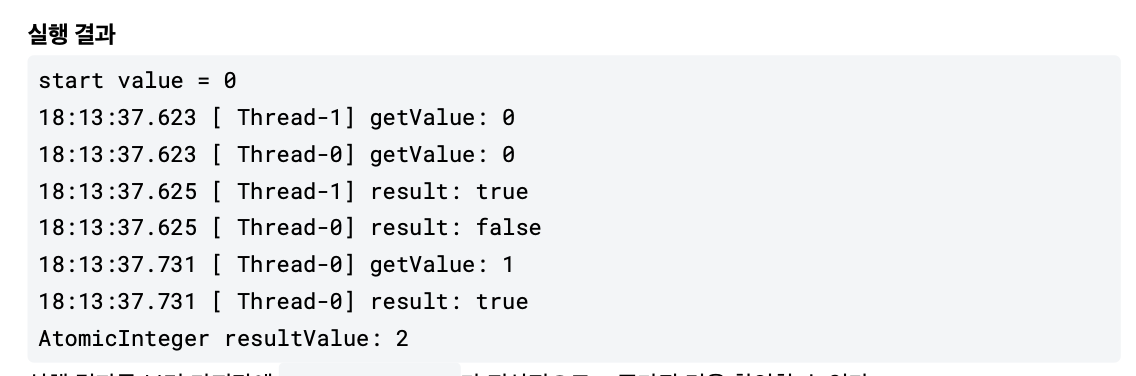 실행 결과
start value = 0
18:13:37.623 [ Thread-1] getValue: 0
18:13:37.623 [ Thread-0] getValue: 0
18:13:37.625 [ Thread-1] result: true
18:13:37.625 [ Thread-0] result: false
18:13:37.731 [ Thread-0] getValue: 1
18:13:37.731 [ Thread-0] result: true
AtomicInteger resultValue: 2